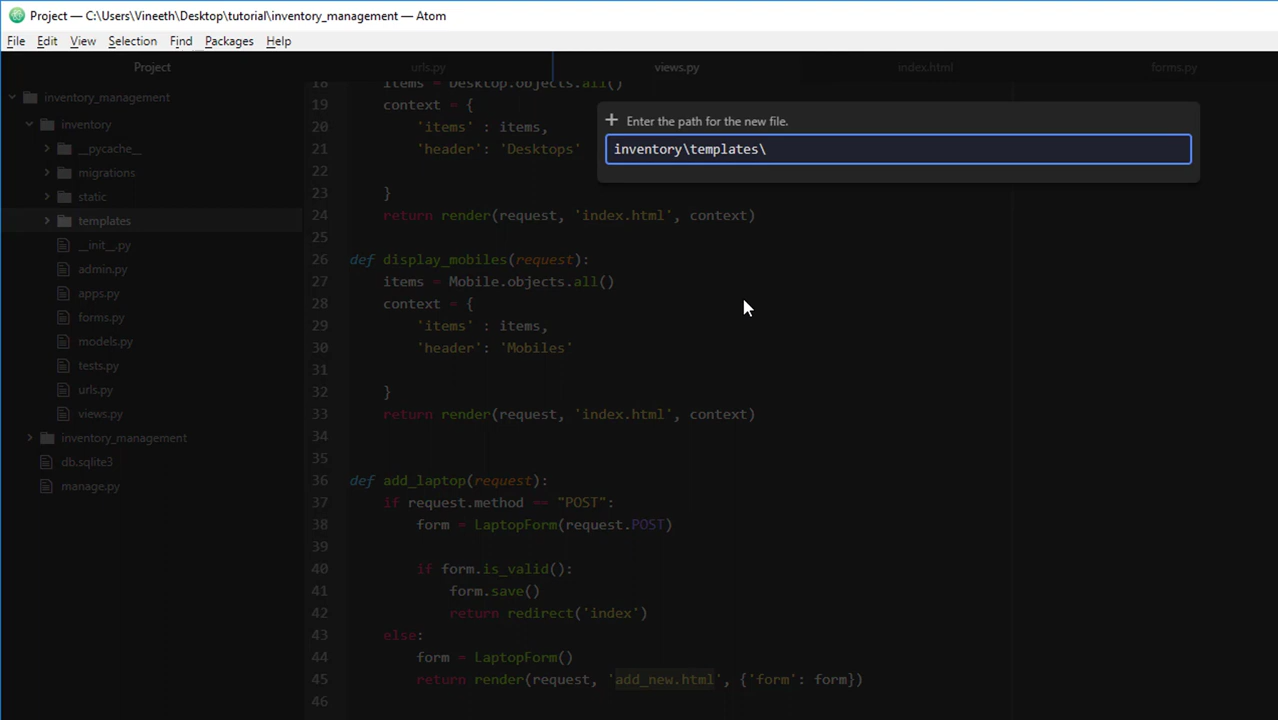 Project — C:\Users\Vineeth\Desktop\tutorial\inventory_management — Atom
File Edit View Selection Find Packages Help
Project urls.py views.py index.html forms.py
inventory_management
inventory
__pycache__
migrations
static
templates
__init__.py
admin.py
apps.py
forms.py
models.py
tests.py
urls.py
views.py
inventory_management
db.sqlite3
manage.py
Enter the path for the new file.
inventory\templates\
18 items = Desktop.objects.all()
19 context = {
20 'items' : items,
21 'header': 'Desktops'
22
23 }
24 return render(request, 'index.html', context)
25
26 def display_mobiles(request):
27 items = Mobile.objects.all()
28 context = {
29 'items' : items,
30 'header': 'Mobiles'
31
32 }
33 return render(request, 'index.html', context)
34
35
36 def add_laptop(request):
37 if request.method == "POST":
38 form = LaptopForm(request.POST)
39
40 if form.is_valid():
41 form.save()
42 return redirect('index')
43 else:
44 form = LaptopForm()
45 return render(request, 'add_new.html', {'form': form})
46